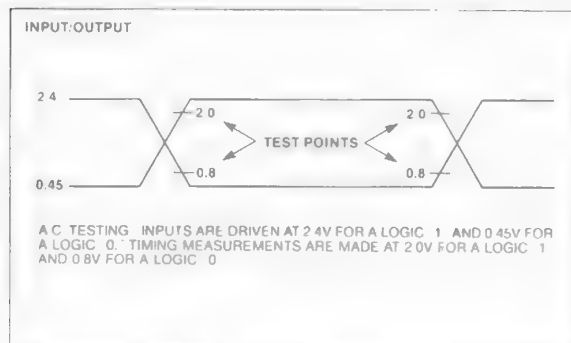 INPUT/OUTPUT
2 4
2 0
2 0
TEST POINTS
0.8
0.8
0.45
A C TESTING INPUTS ARE DRIVEN AT 2 4V FOR A LOGIC 1 AND 0 45V FOR
A LOGIC 0. TIMING MEASUREMENTS ARE MADE AT 2 0V FOR A LOGIC 1
AND 0 8V FOR A LOGIC 0